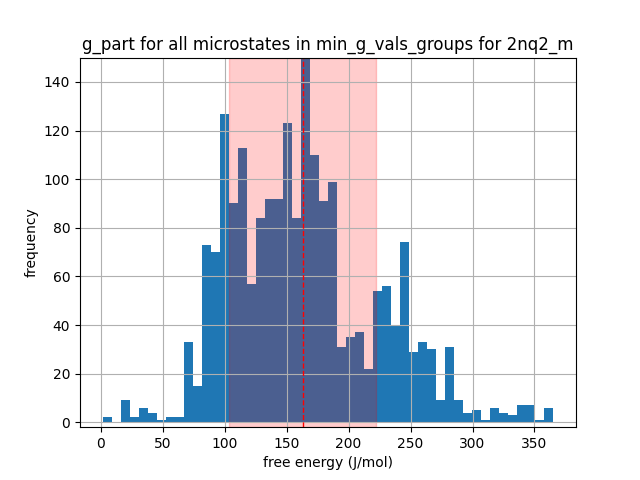 g_part for all microstates in min_g_vals_groups for 2nq2_m
140
120
100
80
60
40
20
0
frequency
0 50 100 150 200 250 300 350
free energy (J/mol)